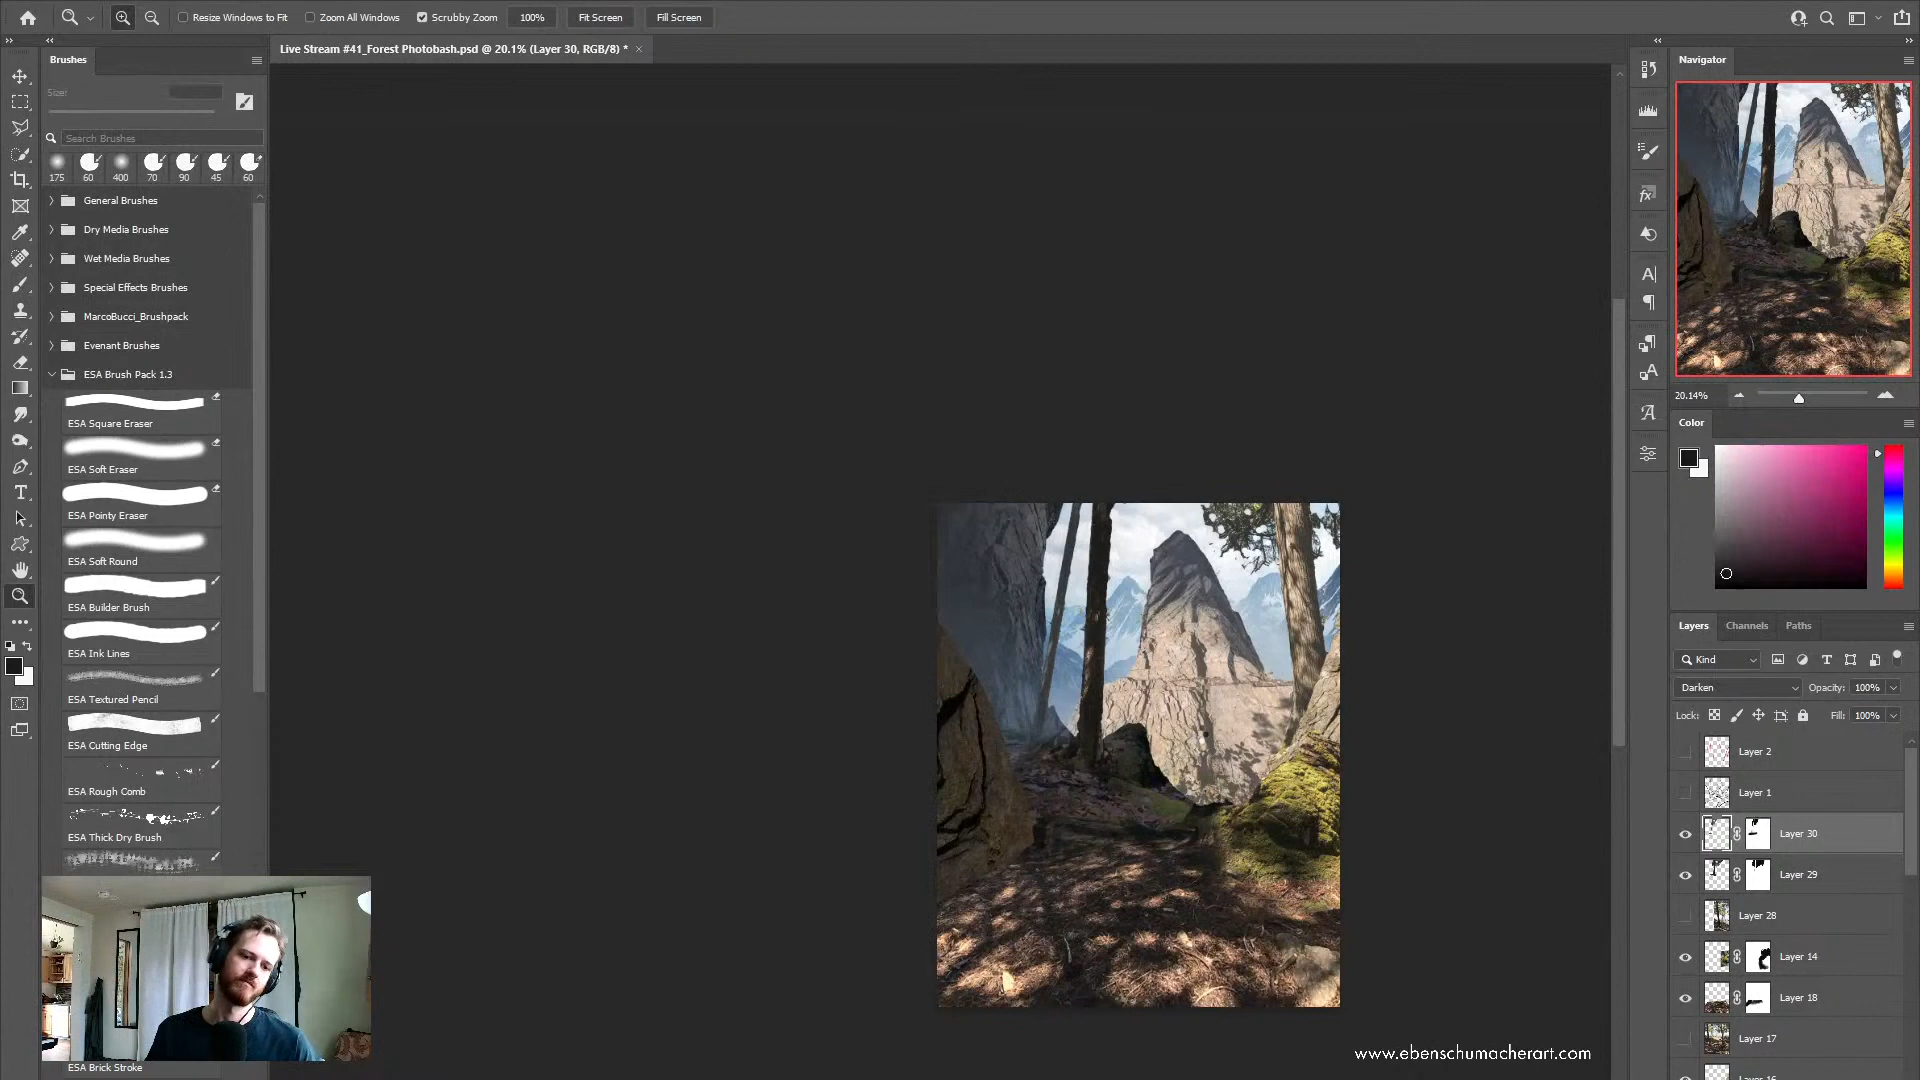 Resize Windows to Fit
Zoom All Windows
Scrubby Zoom
100%
Fit Screen
Fill Screen
Brushes
Live Stream #41_Forest Photobash.psd @ 20.1% (Layer 30, RGB/8) *
Navigator
Size:
Search Brushes
175 60 400 70 90 45 60
General Brushes
Dry Media Brushes
Wet Media Brushes
Special Effects Brushes
MarcoBucci_Brushpack
Evenant Brushes
ESA Brush Pack 1.3
ESA Square Eraser
ESA Soft Eraser
ESA Pointy Eraser
ESA Soft Round
ESA Builder Brush
ESA Ink Lines
ESA Textured Pencil
ESA Cutting Edge
ESA Rough Comb
ESA Thick Dry Brush
ESA Brick Stroke
20.14%
Color
Layers
Channels
Paths
Kind
Darken
Opacity: 100%
Lock:
Fill: 100%
Layer 2
Layer 1
Layer 30
Layer 29
Layer 28
Layer 14
Layer 18
Layer 17
www.ebenschumacherart.com